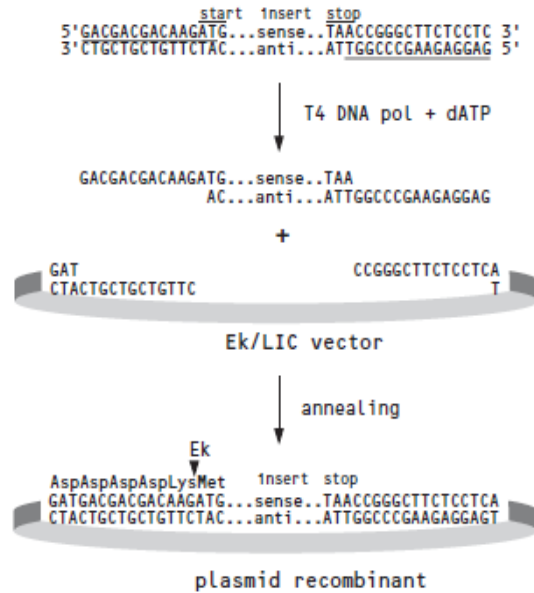 start insert stop
5'GACGACGACAAGATG...sense..TAACCGGGCTTCTCCTC 3'
3'CTGCTGCTGTTCTAC...anti...ATTGGCCCGAAGAGGAG 5'
T4 DNA pol + dATP
GACGACGACAAGATG...sense..TAA
AC...anti...ATTGGCCCGAAGAGGAG
+
GAT CCGGGCTTCTCCTCA
CTACTGCTGCTGTTC T
Ek/LIC vector
annealing
Ek
AspAspAspAspLysMet insert stop
GATGACGACGACAAGATG...sense..TAACCGGGCTTCTCCTCA
CTACTGCTGCTGTTCTAC...anti...ATTGGCCCGAAGAGGAGT
plasmid recombinant